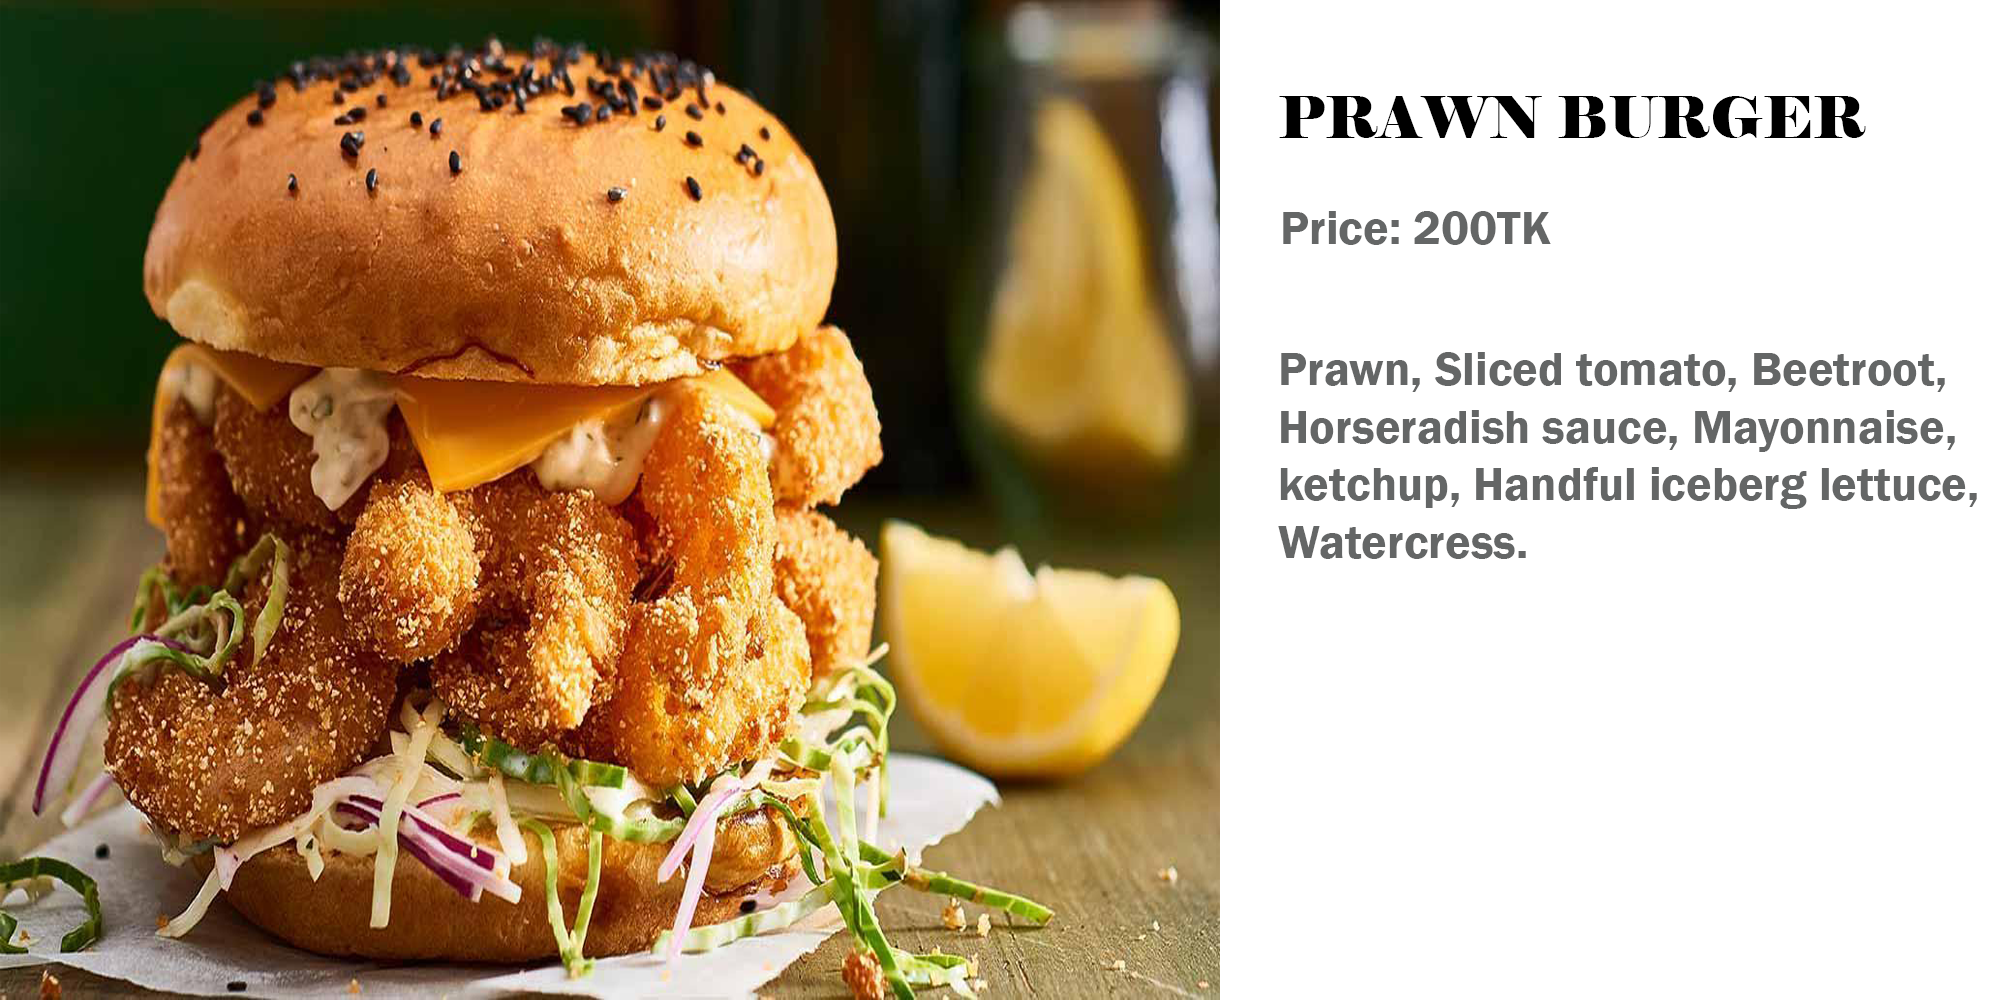 PRAWN BURGER
Price: 200TK
Prawn, Sliced tomato, Beetroot,
Horseradish sauce, Mayonnaise,
ketchup, Handful iceberg lettuce,
Watercress.